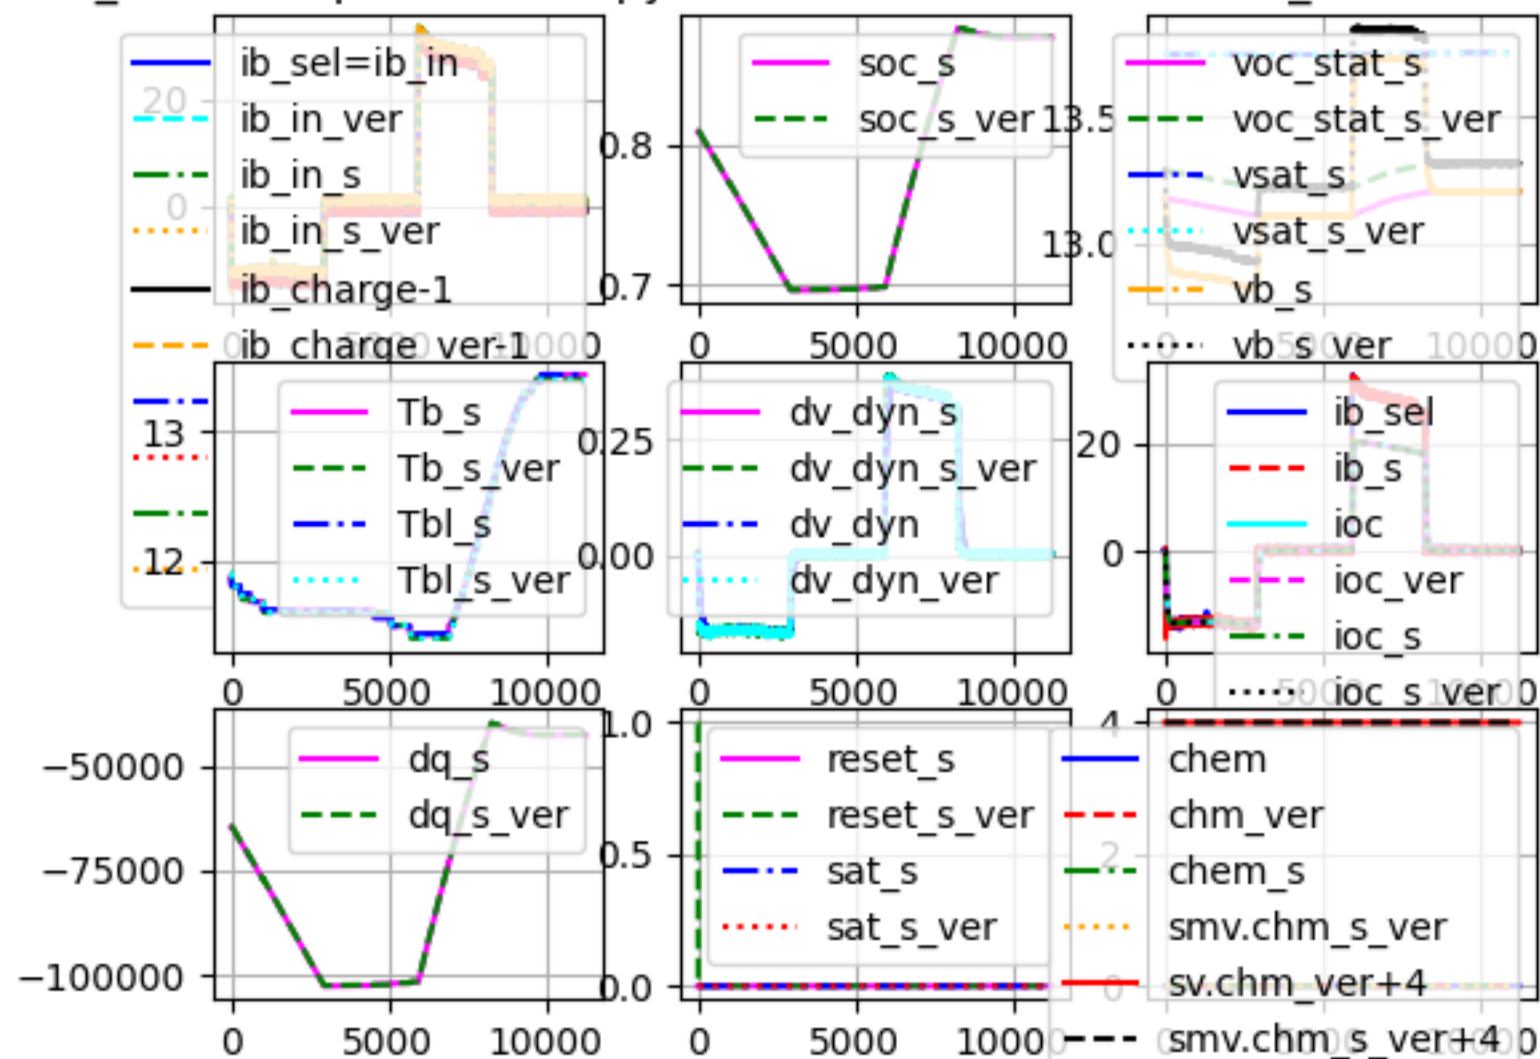 ib_sel=ib_in
ib_in_ver
ib_in_s
ib_in_s_ver
ib_charge-1
ib_charge_ver-1
20
0
soc_s
soc_s_ver
0.8
0.7
0
5000
10000
voc_stat_s
voc_stat_s_ver
vsat_s
vsat_s_ver
vb_s
vb_s_ver
13.5
13.0
0
5000
10000
13
12
Tb_s
Tb_s_ver
Tbl_s
Tbl_s_ver
0
5000
10000
0.25
0.00
dv_dyn_s
dv_dyn_s_ver
dv_dyn
dv_dyn_ver
0
5000
10000
20
0
ib_sel
ib_s
ioc
ioc_ver
ioc_s
ioc_s_ver
0
5000
10000
−50000
−75000
−100000
dq_s
dq_s_ver
0
5000
10000
1.0
0.5
0.0
reset_s
reset_s_ver
sat_s
sat_s_ver
0
5000
10000
4
2
0
chem
chm_ver
chem_s
smv.chm_s_ver
sv.chm_ver+4
smv.chm_s_ver+4
0
5000
10000